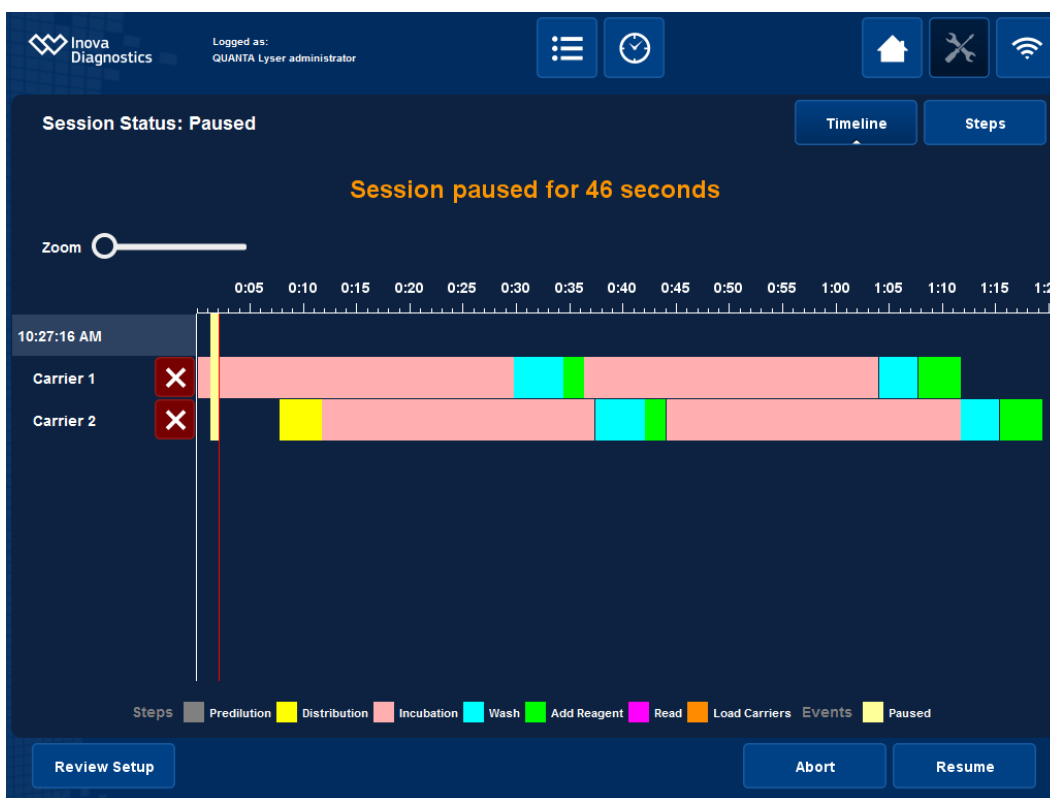 Inova
Diagnostics
Logged as:
QUANTA Lyser administrator
Session Status: Paused
Timeline
Steps
Session paused for 46 seconds
Zoom
0:05 0:10 0:15 0:20 0:25 0:30 0:35 0:40 0:45 0:50 0:55 1:00 1:05 1:10 1:15
10:27:16 AM
Carrier 1
Carrier 2
Steps Predilution Distribution Incubation Wash Add Reagent Read Load Carriers Events Paused
Review Setup
Abort
Resume